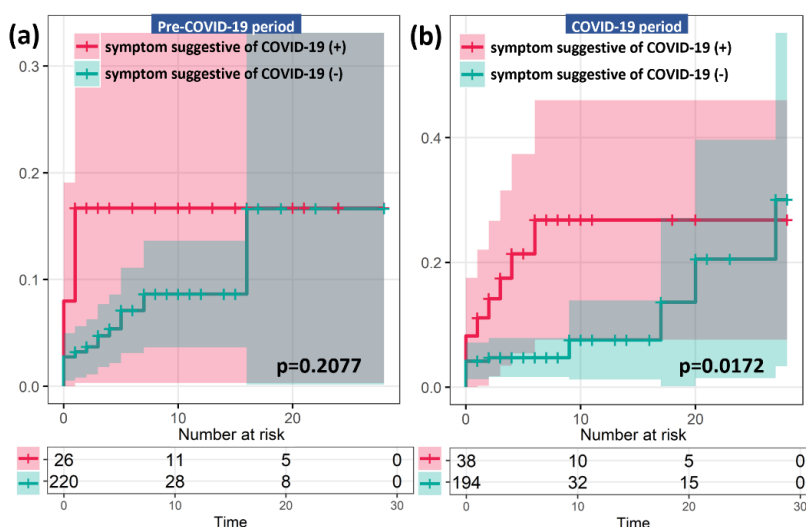 (a)
Pre-COVID-19 period
symptom suggestive of COVID-19 (+)
symptom suggestive of COVID-19 (-)
0.3
0.2
0.1
0.0
p=0.2077
0 10 20
Number at risk
26 11 5 0
220 28 8 0
0 10 20 30
Time
(b)
COVID-19 period
symptom suggestive of COVID-19 (+)
symptom suggestive of COVID-19 (-)
0.4
0.2
0.0
p=0.0172
0 10 20
Number at risk
38 10 5 0
194 32 15 0
0 10 20 30
Time